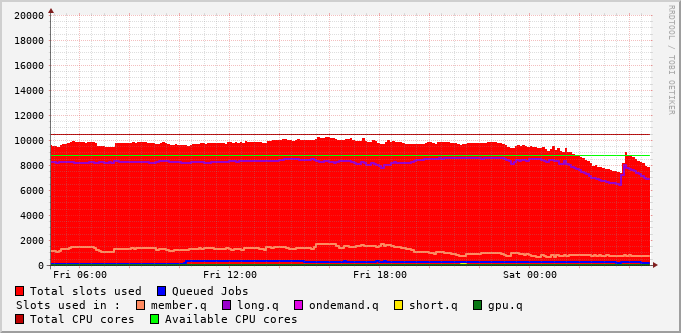 20000
18000
16000
14000
12000
10000
8000
6000
4000
2000
0
Fri 06:00 Fri 12:00 Fri 18:00 Sat 00:00
RRDTOOL / TOBI OETIKER
Total slots used Queued Jobs
Slots used in : member.q long.q ondemand.q short.q gpu.q
Total CPU cores Available CPU cores